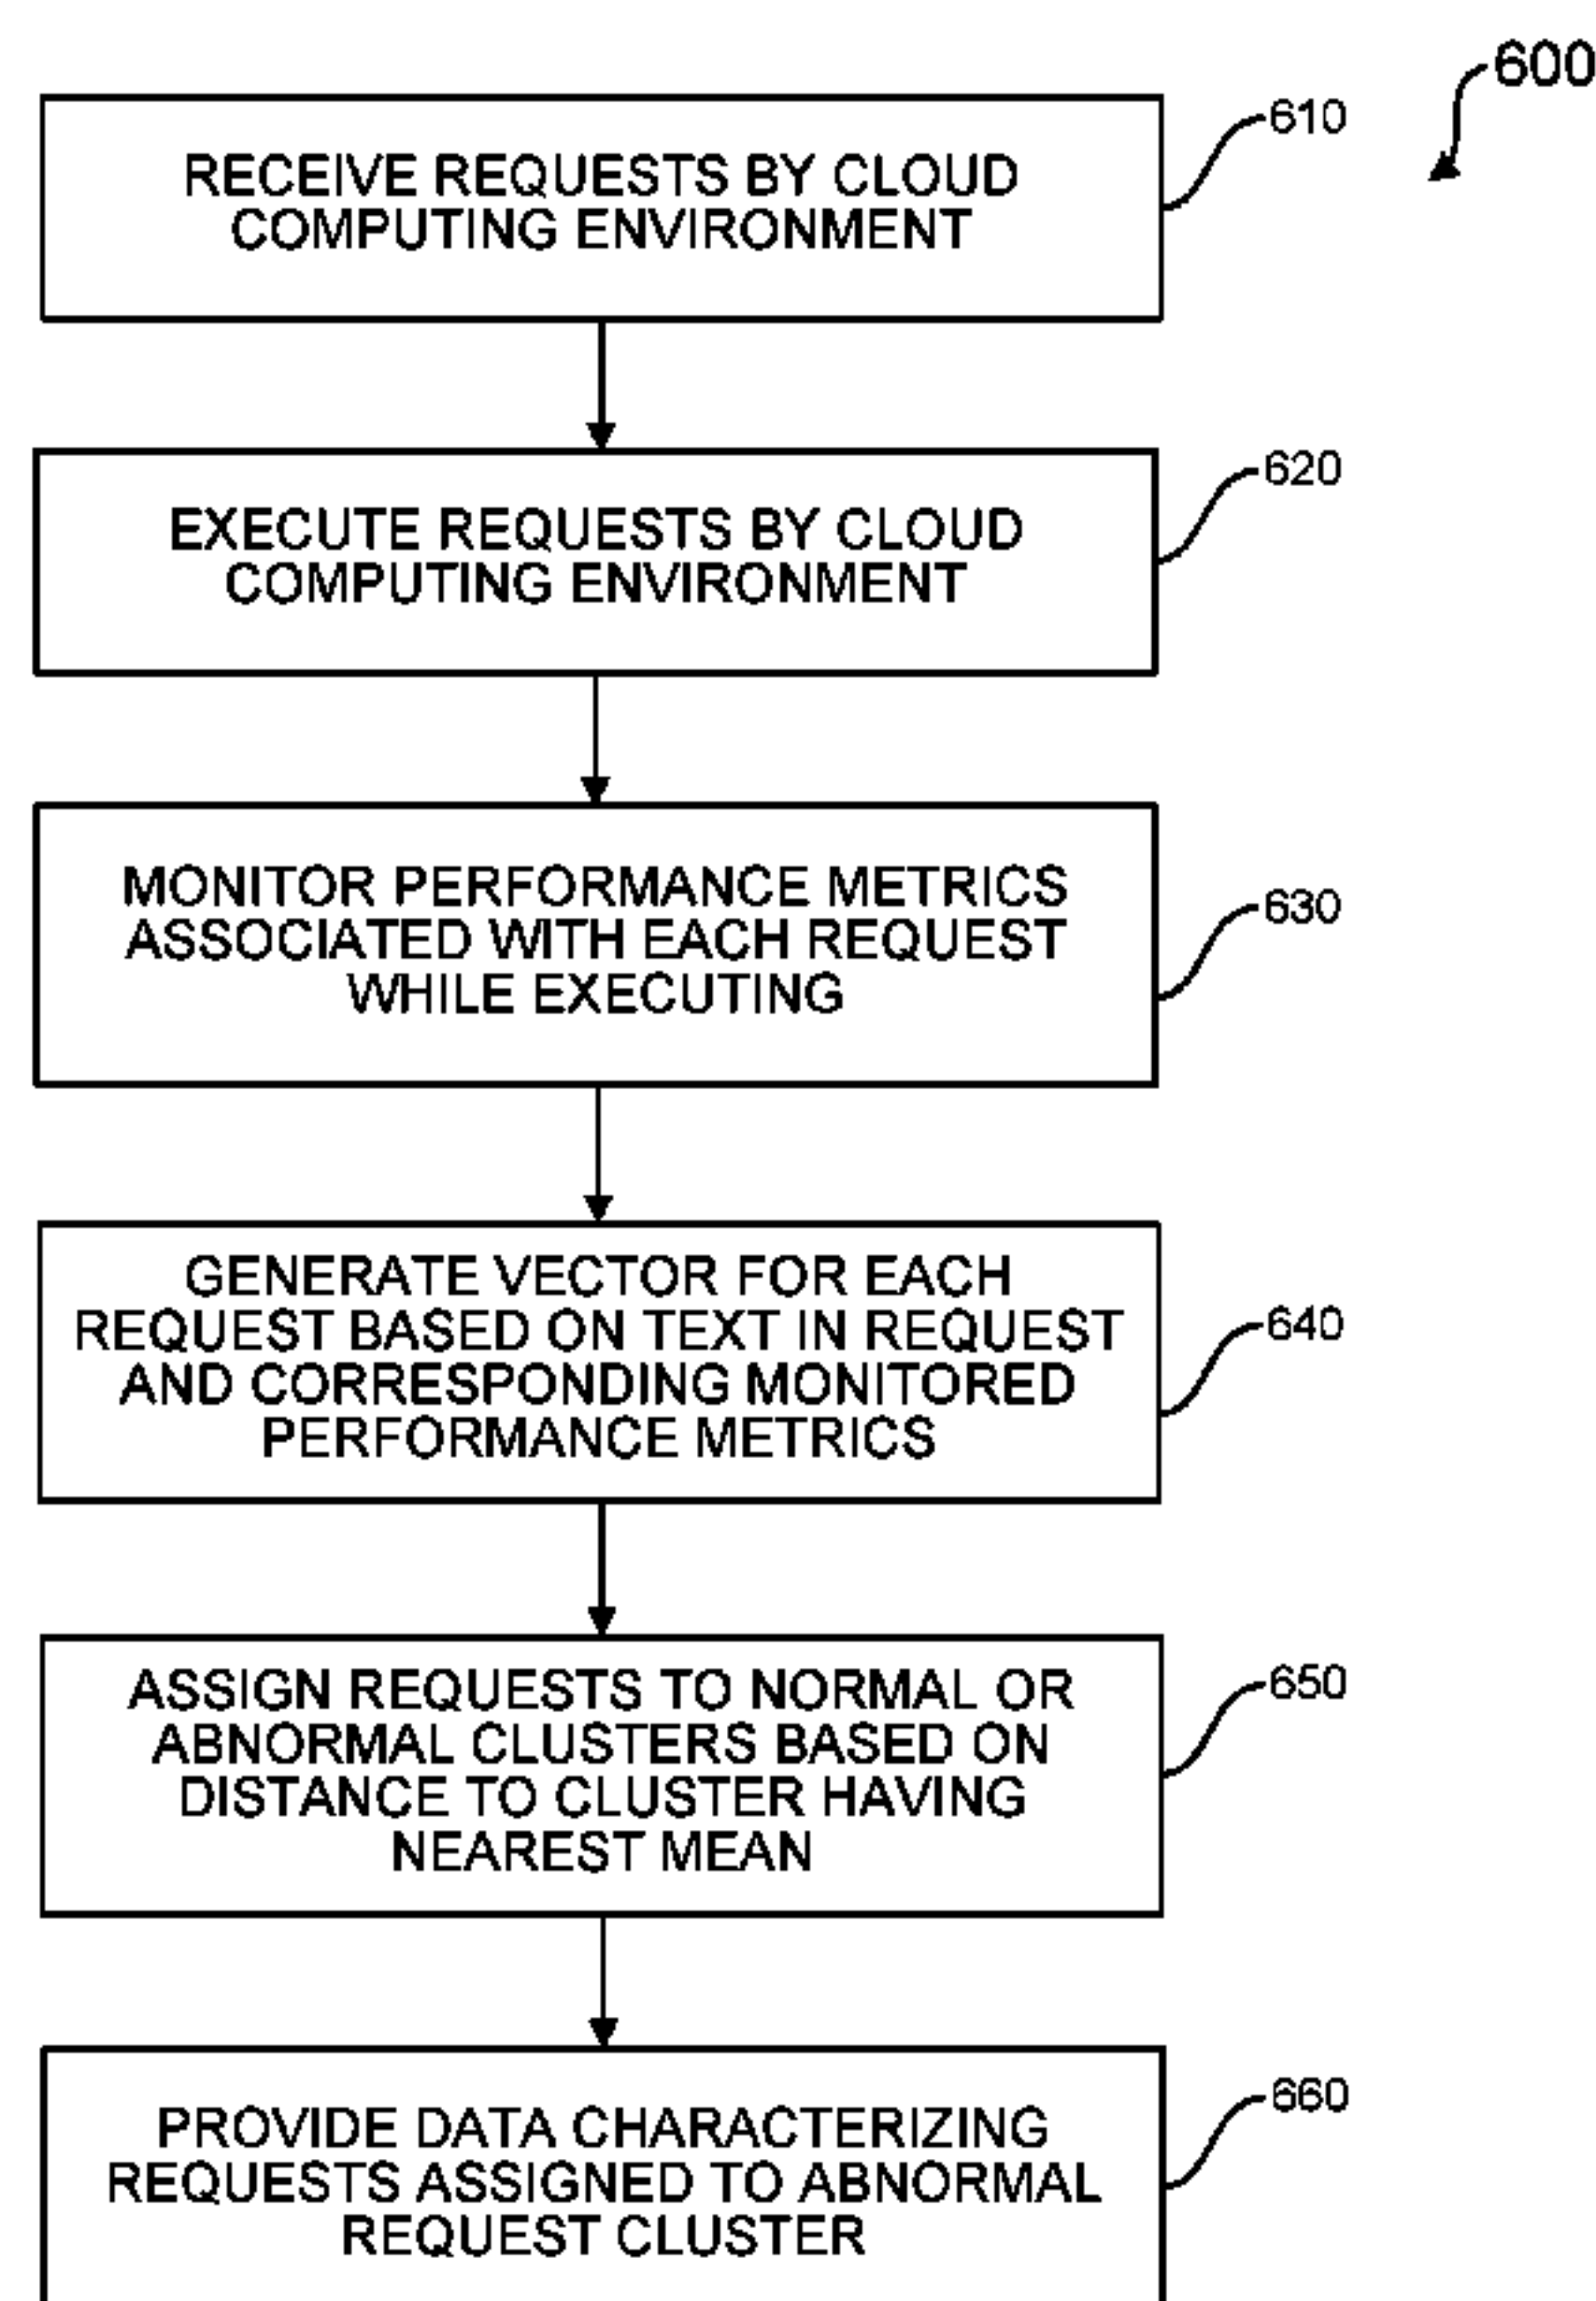 600
610
RECEIVE REQUESTS BY CLOUD
COMPUTING ENVIRONMENT
620
EXECUTE REQUESTS BY CLOUD
COMPUTING ENVIRONMENT
630
MONITOR PERFORMANCE METRICS
ASSOCIATED WITH EACH REQUEST
WHILE EXECUTING
640
GENERATE VECTOR FOR EACH
REQUEST BASED ON TEXT IN REQUEST
AND CORRESPONDING MONITORED
PERFORMANCE METRICS
650
ASSIGN REQUESTS TO NORMAL OR
ABNORMAL CLUSTERS BASED ON
DISTANCE TO CLUSTER HAVING
NEAREST MEAN
660
PROVIDE DATA CHARACTERIZING
REQUESTS ASSIGNED TO ABNORMAL
REQUEST CLUSTER